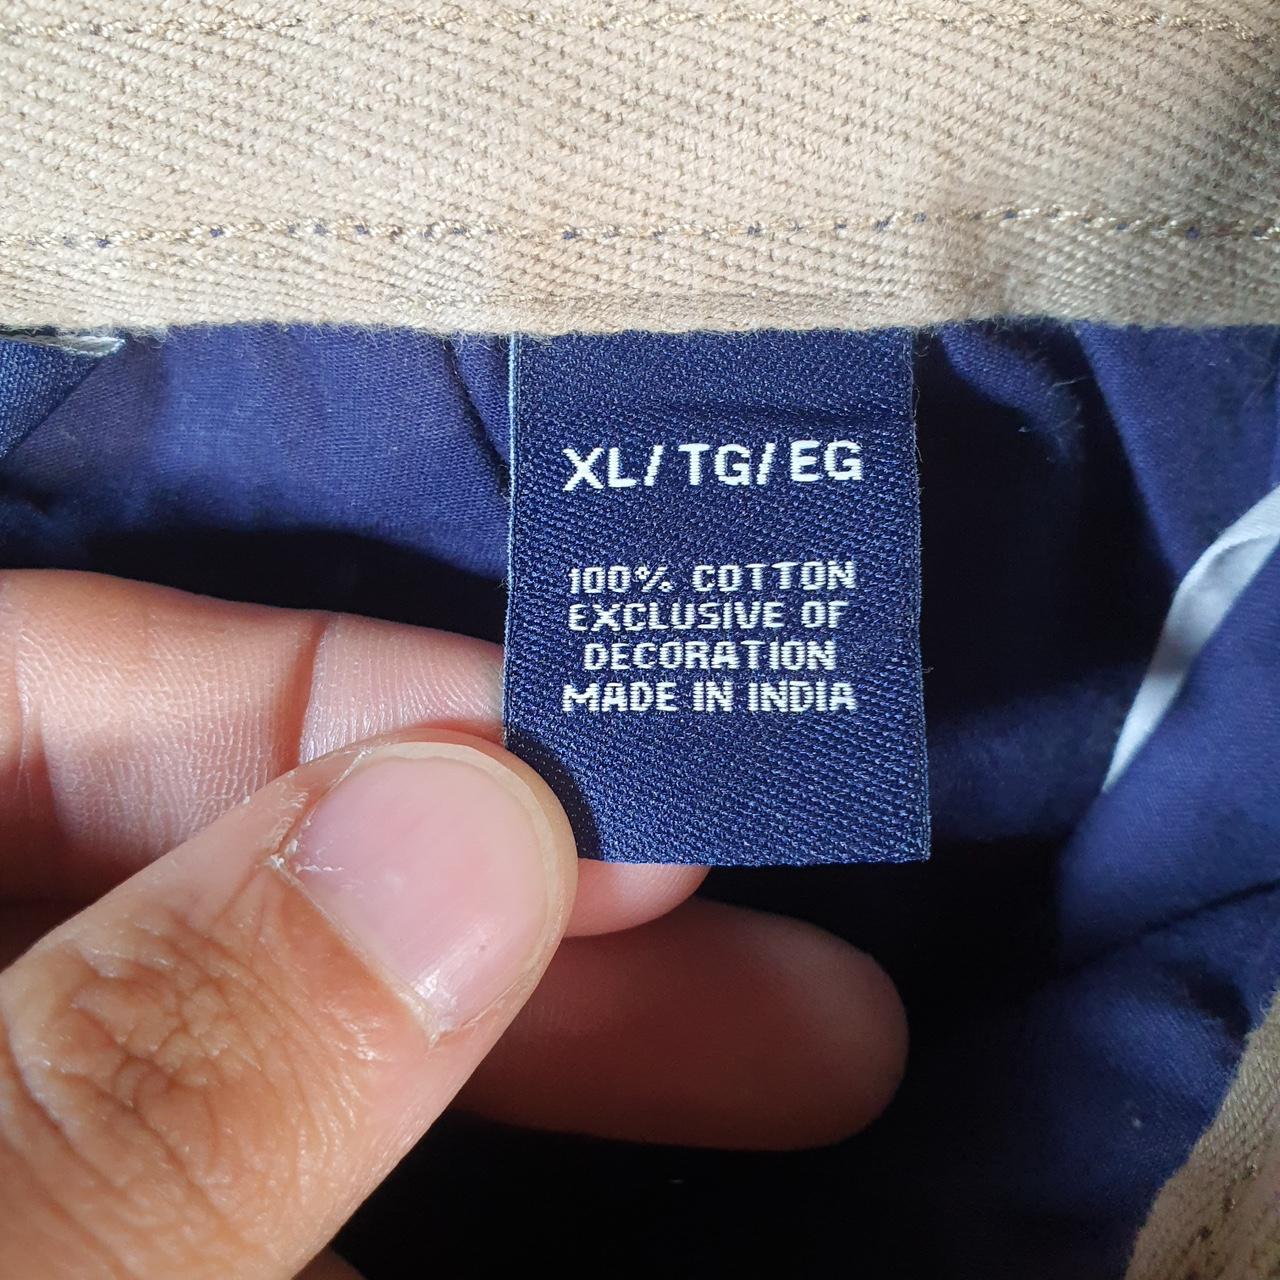 XL/ TG/ EG
100% COTTON
EXCLUSIVE OF
DECORATION
MADE IN INDIA